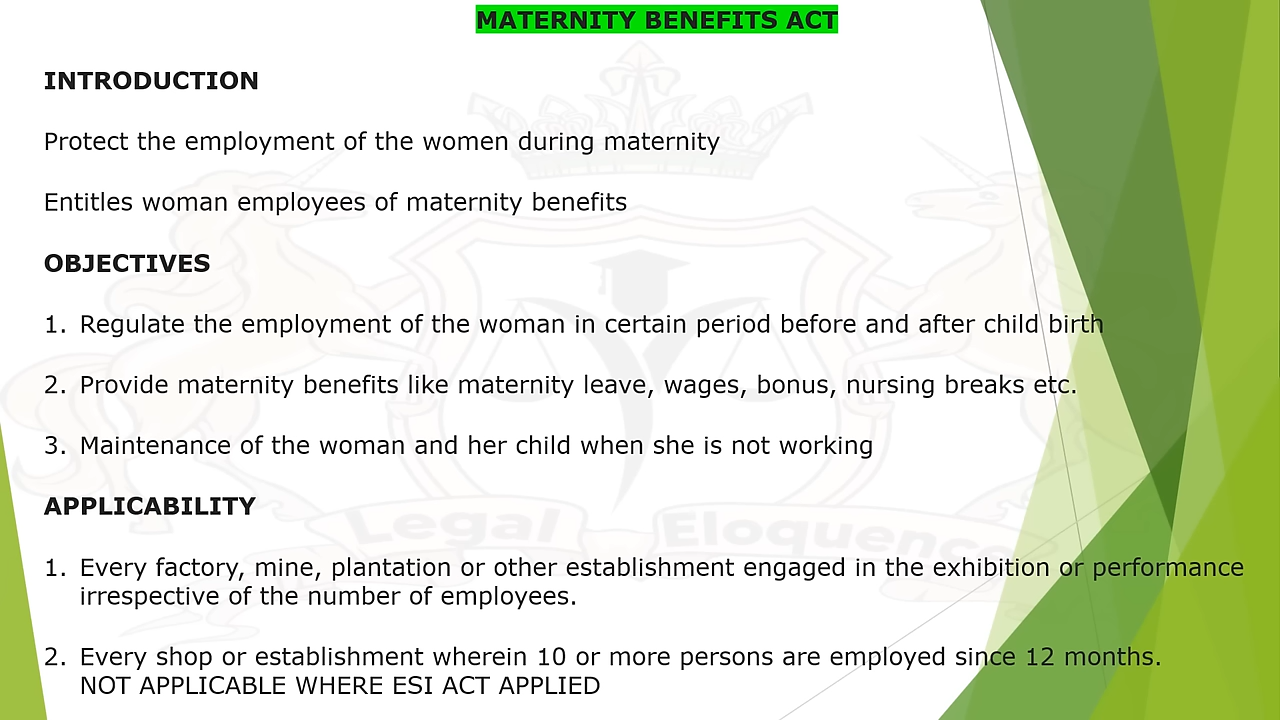 MATERNITY BENEFITS ACT
INTRODUCTION
Protect the employment of the women during maternity
Entitles woman employees of maternity benefits
OBJECTIVES
1. Regulate the employment of the woman in certain period before and after child birth
2. Provide maternity benefits like maternity leave, wages, bonus, nursing breaks etc.
3. Maintenance of the woman and her child when she is not working
APPLICABILITY
Legal Eloquence
1. Every factory, mine, plantation or other establishment engaged in the exhibition or performance
irrespective of the number of employees.
2. Every shop or establishment wherein 10 or more persons are employed since 12 months.
NOT APPLICABLE WHERE ESI ACT APPLIED